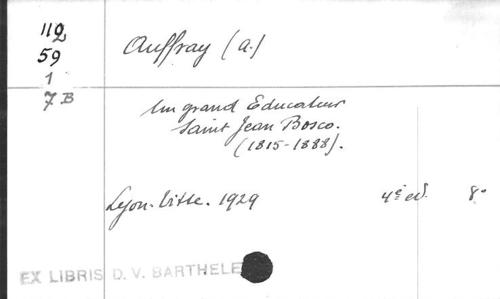 112
59
1
7 B
Auffray (A.)
Un grand Educateur
Saint Jean Bosco.
(1815-1888).
Lyon. Vitte. 1929 4e éd. 8°
EX LIBRIS D. V. BARTHELE